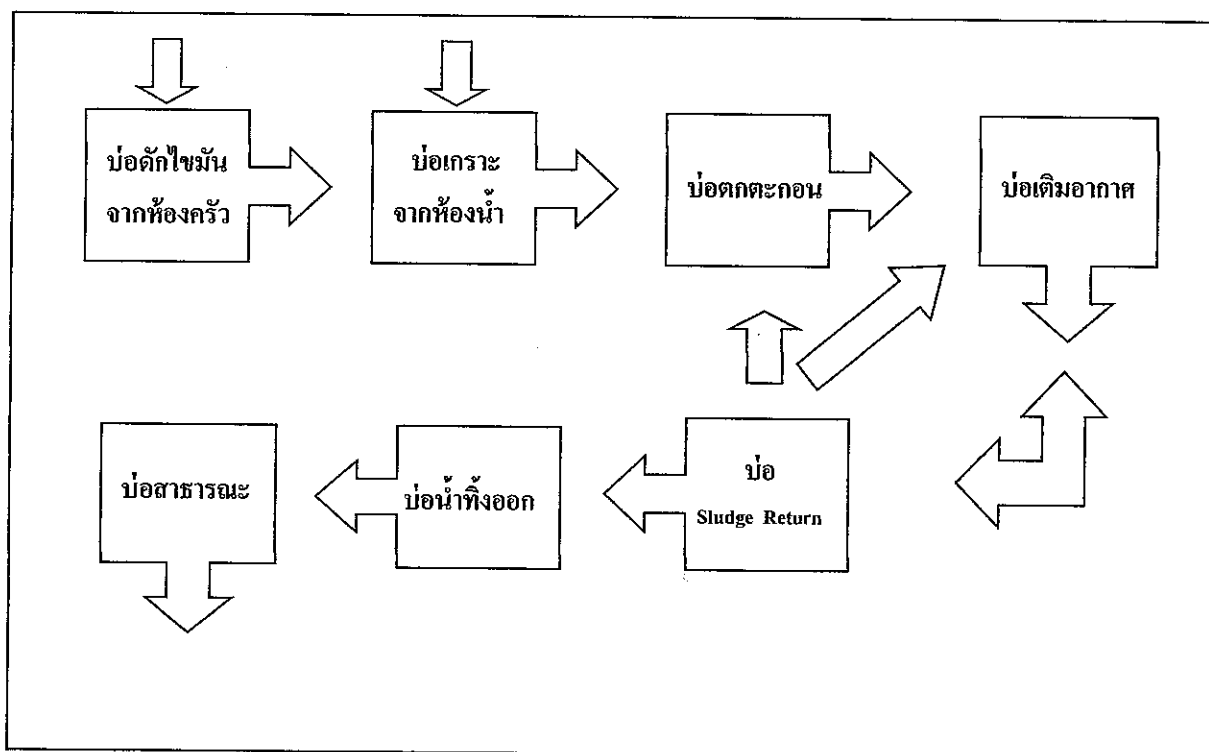 บ่อดักไขมัน
จากห้องครัว
บ่อเกราะ
จากห้องน้ำ
บ่อตกตะกอน
บ่อเติมอากาศ
บ่อสาธารณะ
บ่อน้ำทิ้งออก
บ่อ
Sludge Return